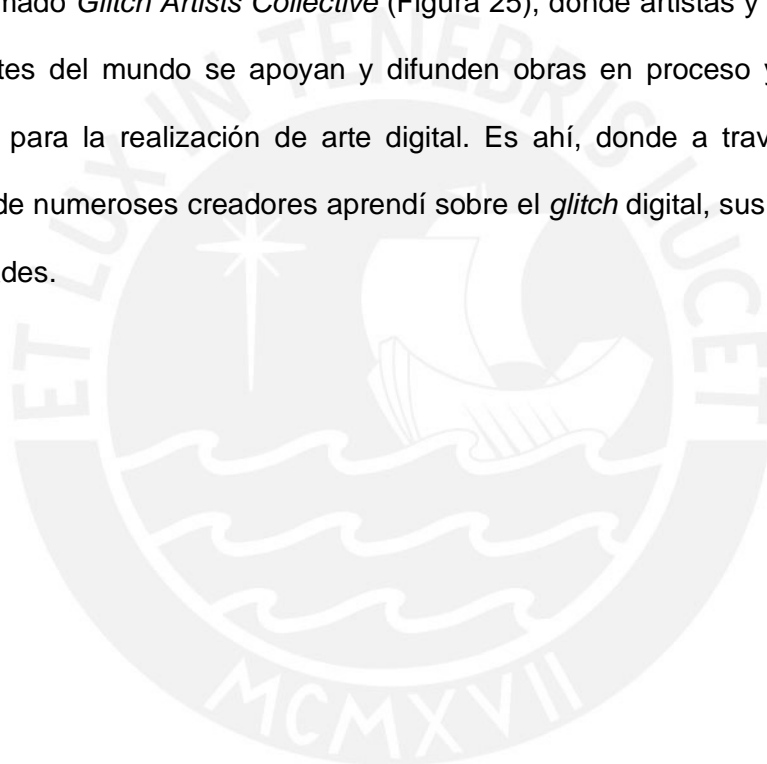 mado Glitch Artists Collective (Figura 25), donde artistas y
tes del mundo se apoyan y difunden obras en proceso y
para la realización de arte digital. Es ahí, donde a trav
de numeroses creadores aprendí sobre el glitch digital, sus
des.
ET LUX IN TENEBRIS LUCET
MCMXVII